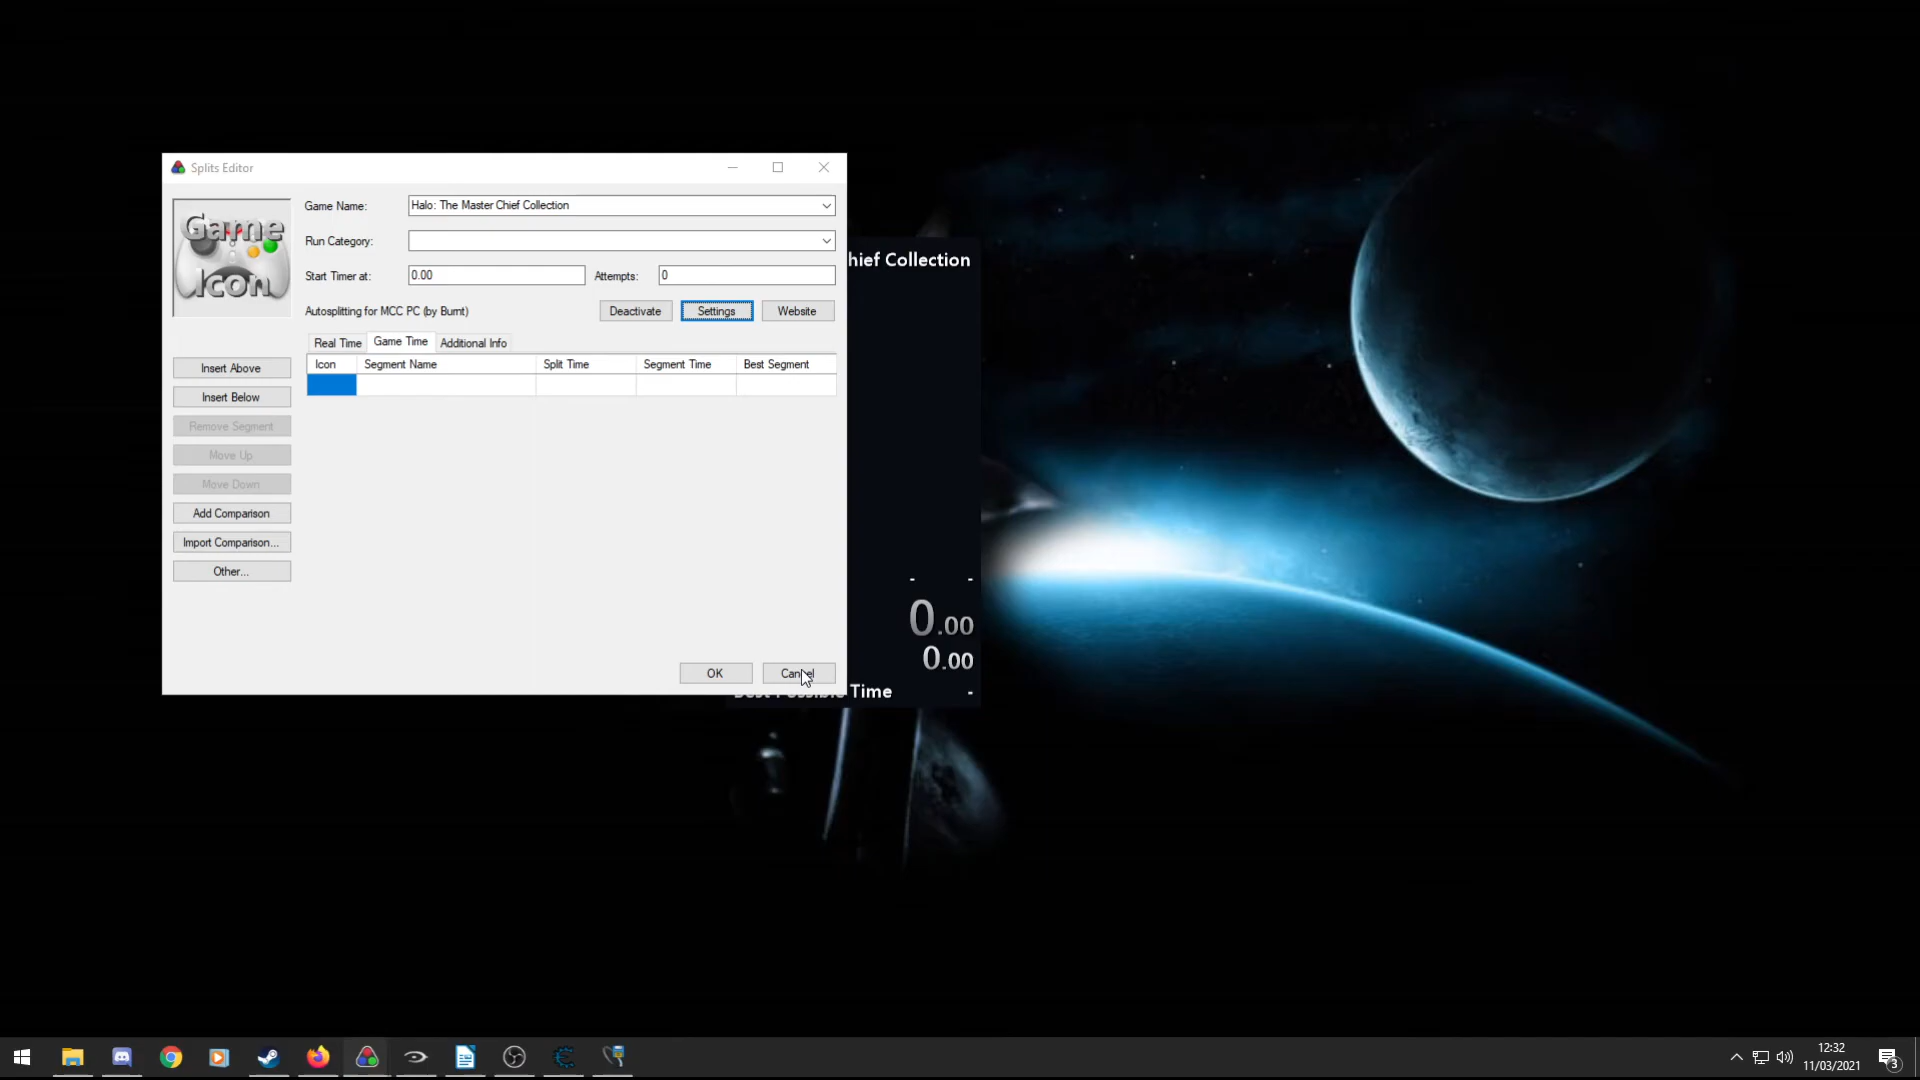 Splits Editor
Game Icon
Game Name:
Halo: The Master Chief Collection
Run Category:
Start Timer at:
0.00
Attempts:
0
Autosplitting for MCC PC (by Burnt)
Deactivate
Settings
Website
Real Time
Game Time
Additional Info
Icon
Segment Name
Split Time
Segment Time
Best Segment
Insert Above
Insert Below
Remove Segment
Move Up
Move Down
Add Comparison
Import Comparison...
Other...
OK
Cancel
hief Collection
- -
0.00
0.00
Best Possible Time -
12:32
11/03/2021
3